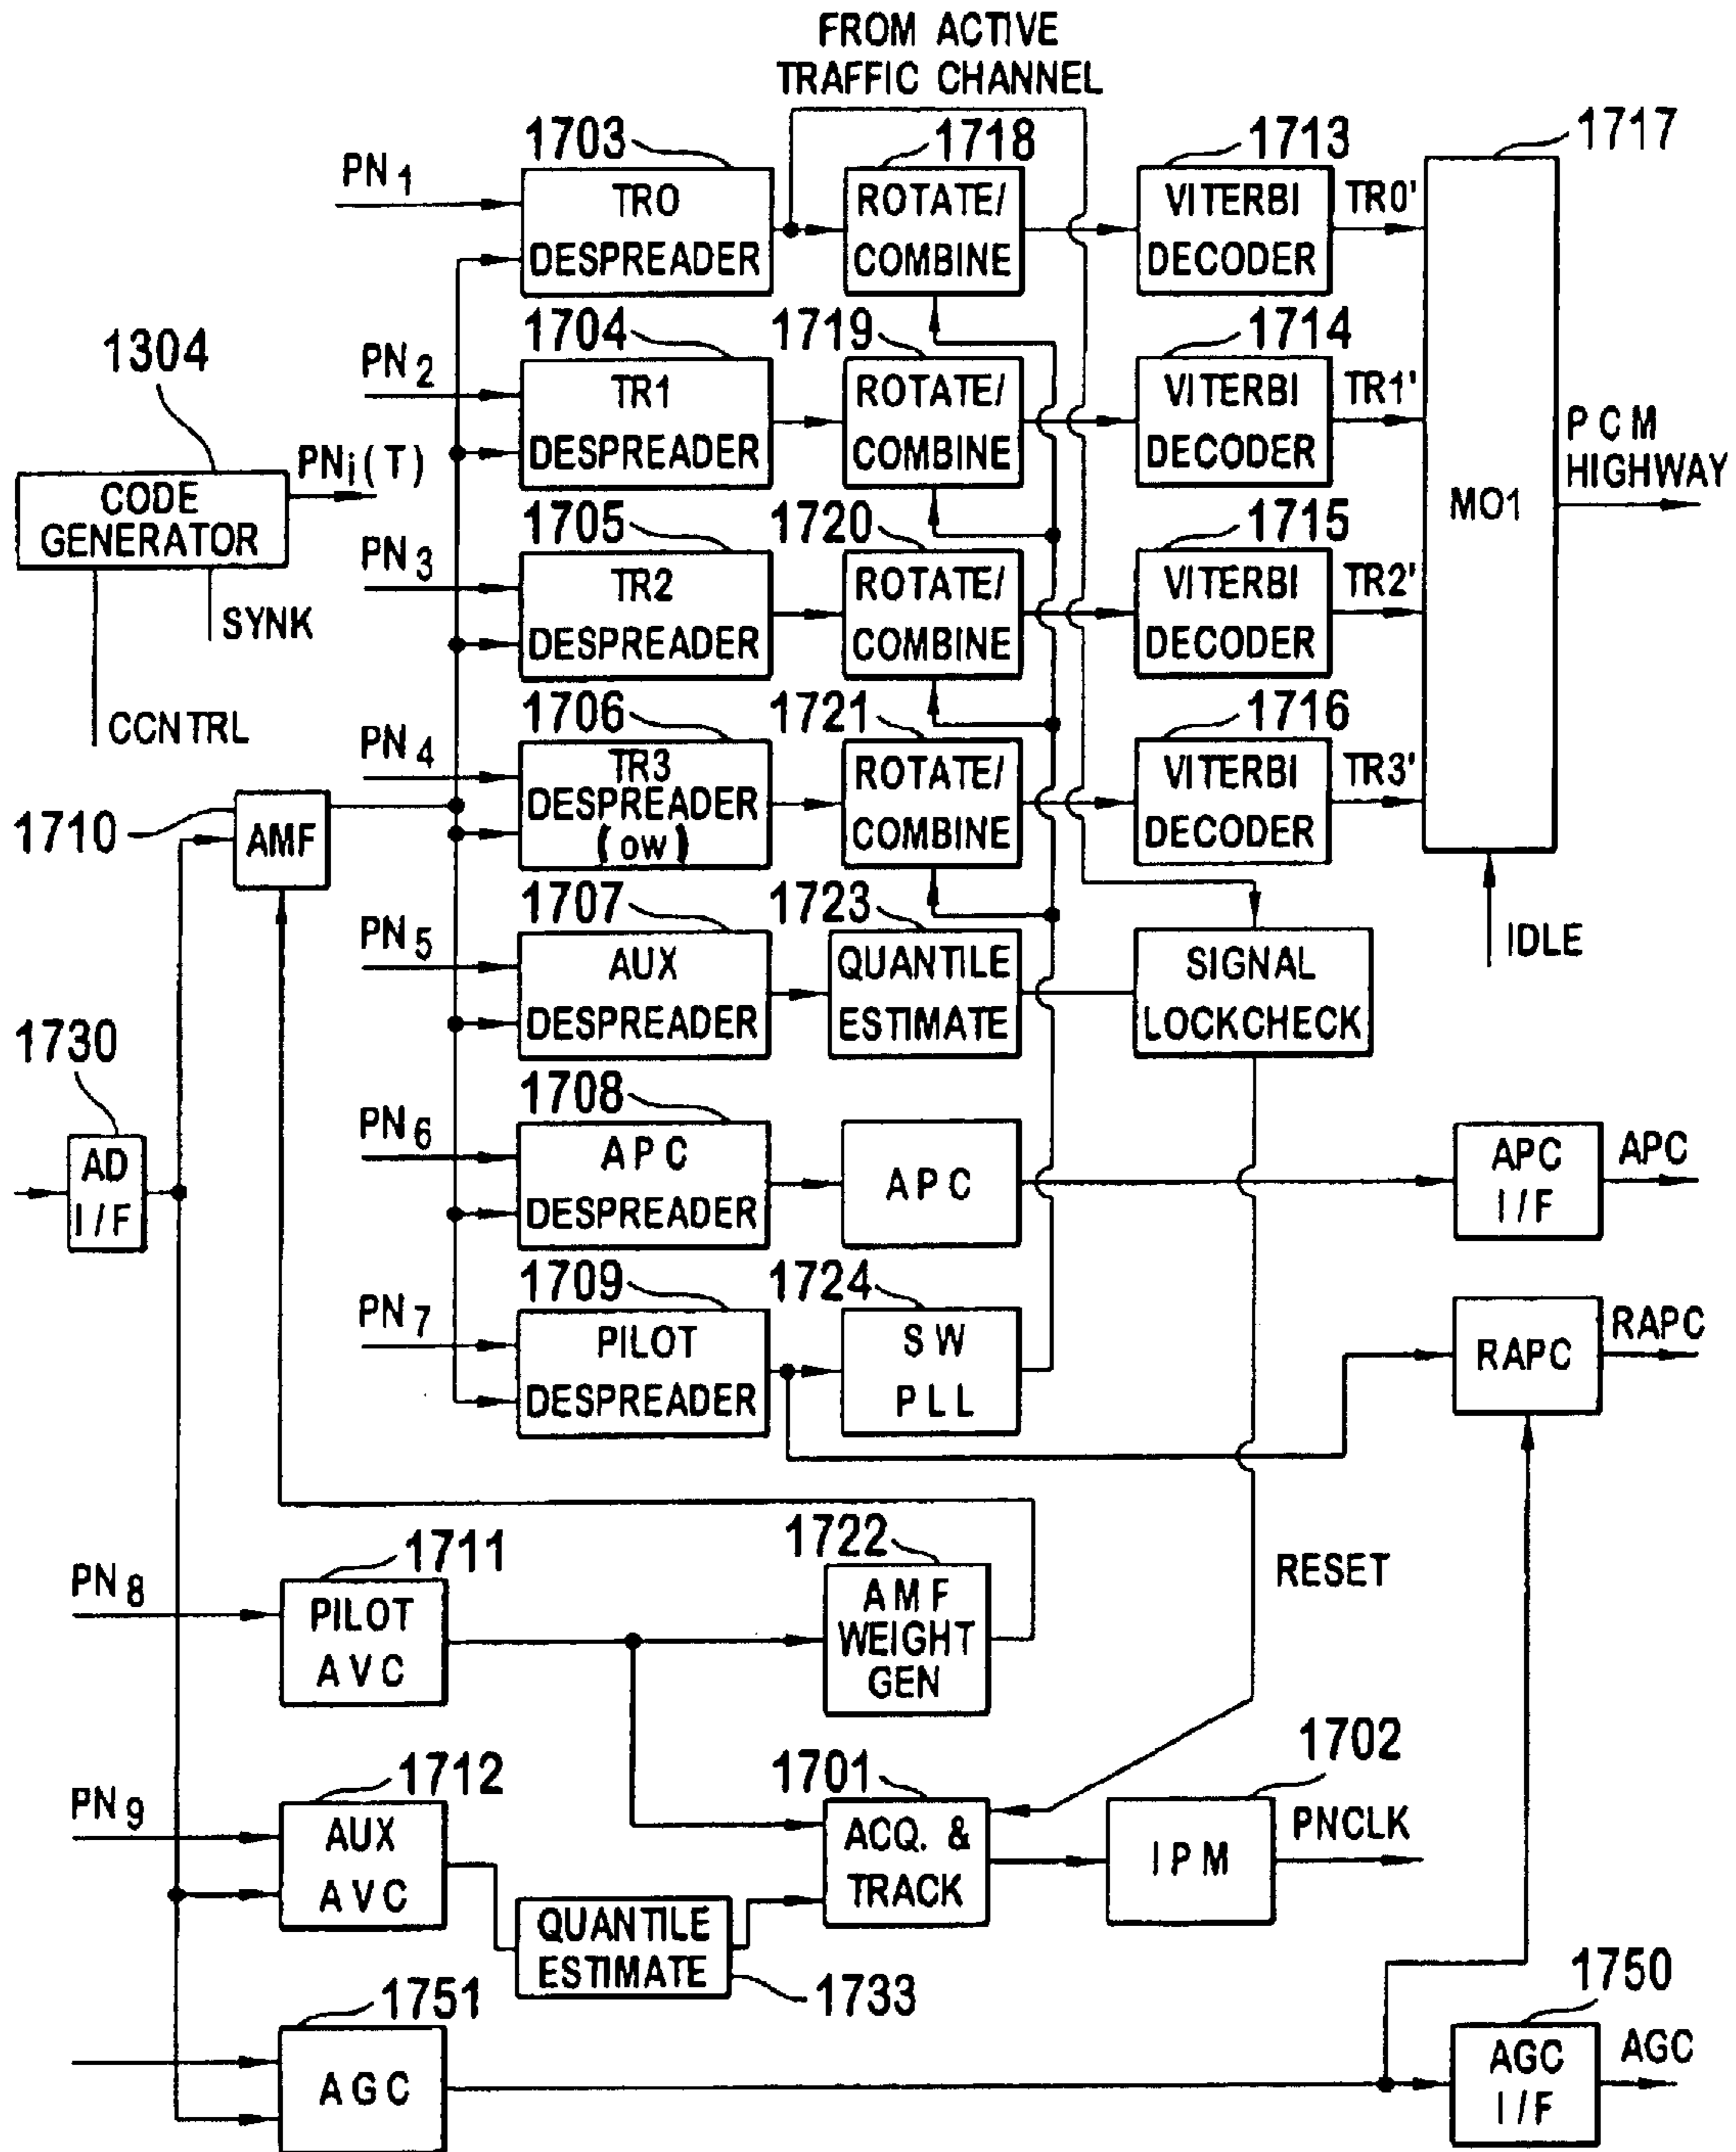 FROM ACTIVE
TRAFFIC CHANNEL
1703
1718
1713
1717
PN1
TR0
DESPREADER
ROTATE/
COMBINE
VITERBI
DECODER
TR0'
1304
1704
1719
1714
PN2
TR1
DESPREADER
ROTATE/
COMBINE
VITERBI
DECODER
TR1'
PCM
HIGHWAY
MO1
PNi(T)
CODE
GENERATOR
SYNK
CCNTRL
1705
1720
1715
PN3
TR2
DESPREADER
ROTATE/
COMBINE
VITERBI
DECODER
TR2'
1706
1721
1716
PN4
TR3
DESPREADER
(OW)
ROTATE/
COMBINE
VITERBI
DECODER
TR3'
1710
AMF
IDLE
1707
1723
PN5
AUX
DESPREADER
QUANTILE
ESTIMATE
SIGNAL
LOCKCHECK
1730
AD
I/F
1708
PN6
APC
DESPREADER
APC
APC
I/F
APC
1709
1724
PN7
PILOT
DESPREADER
SW
PLL
RAPC
RAPC
1711
1722
RESET
PN8
PILOT
AVC
AMF
WEIGHT
GEN
1712
1701
1702
PN9
AUX
AVC
ACQ. &
TRACK
IPM
PNCLK
QUANTILE
ESTIMATE
1733
1751
1750
AGC
AGC
I/F
AGC